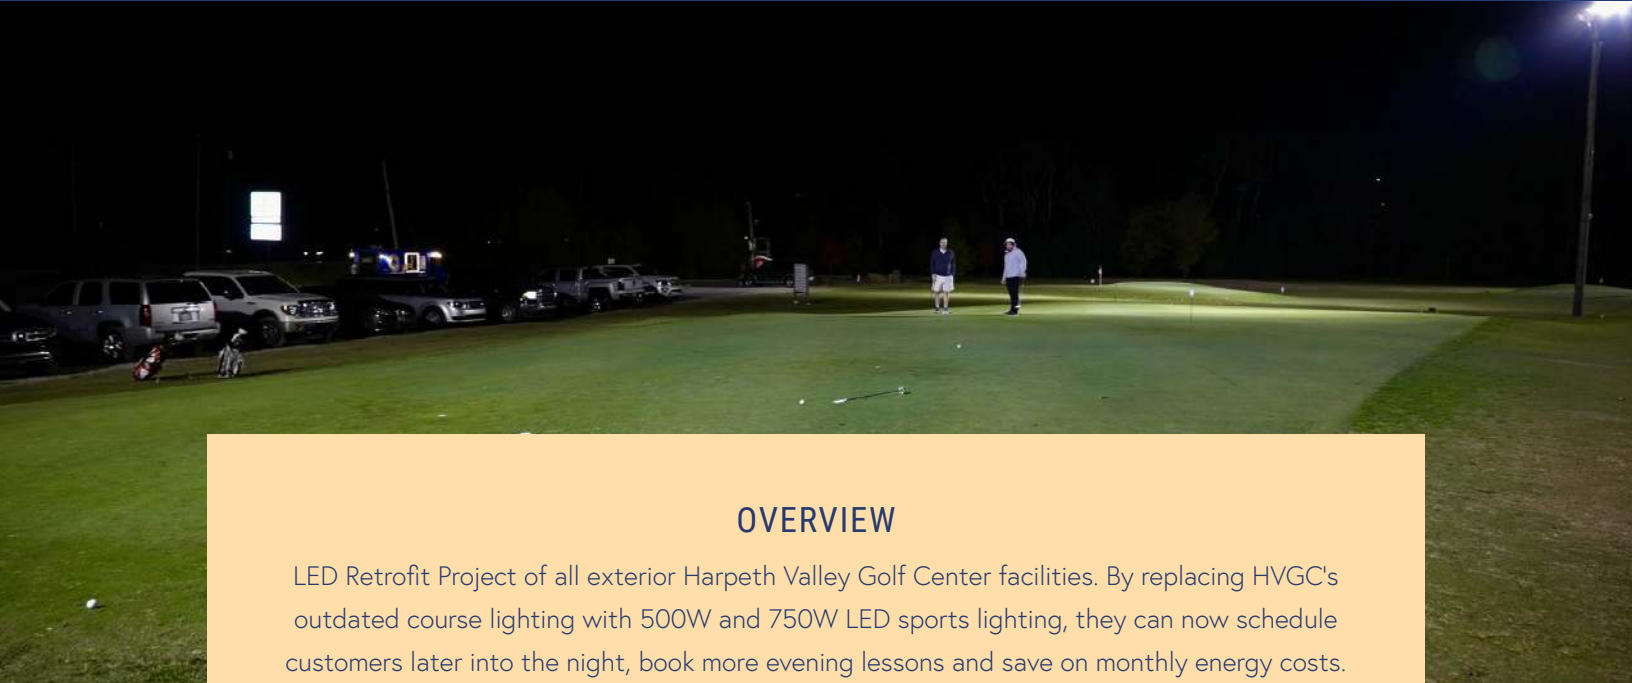 OVERVIEW
LED Retrofit Project of all exterior Harpeth Valley Golf Center facilities. By replacing HVGC's
outdated course lighting with 500W and 750W LED sports lighting, they can now schedule
customers later into the night, book more evening lessons and save on monthly energy costs.